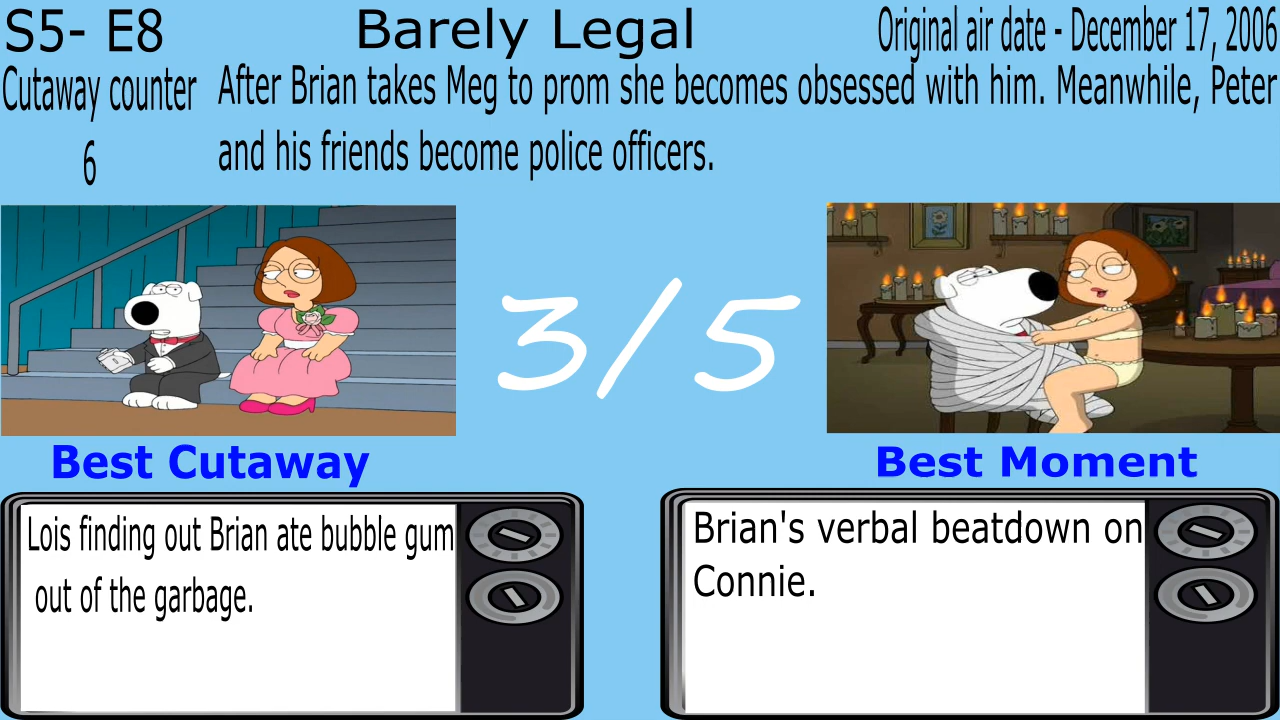 S5- E8
Barely Legal
Original air date - December 17, 2006
Cutaway counter
6
After Brian takes Meg to prom she becomes obsessed with him. Meanwhile, Peter
and his friends become police officers.
3/5
Best Cutaway
Best Moment
Lois finding out Brian ate bubble gum
out of the garbage.
Brian's verbal beatdown on
Connie.